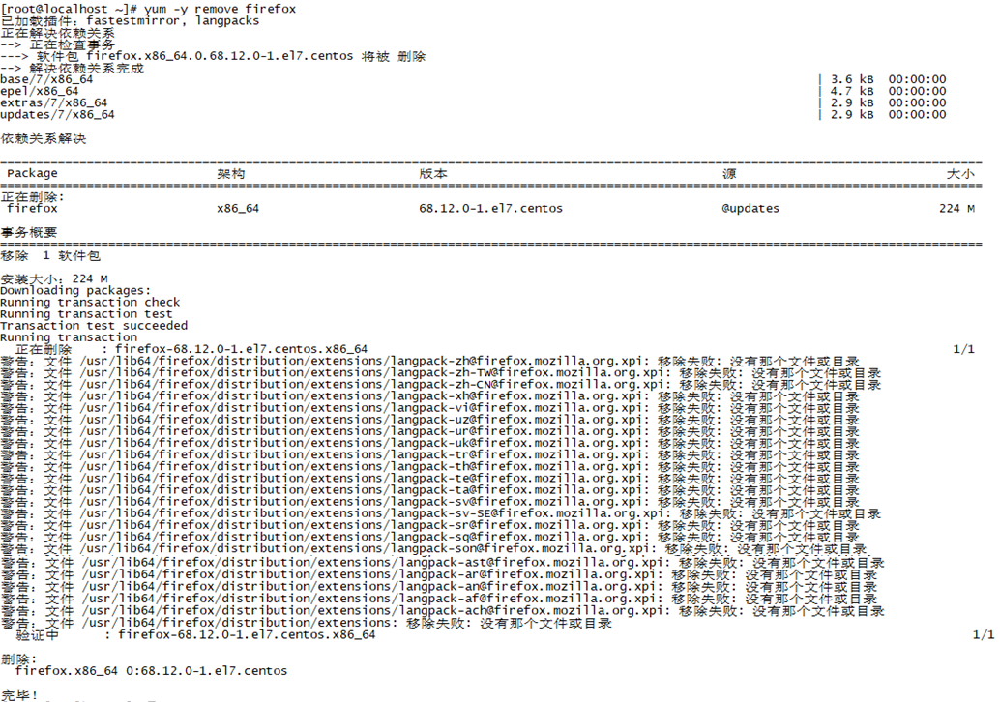 [root@localhost ~]# yum -y remove firefox
已加载插件：fastestmirror, langpacks
正在解决依赖关系
--> 正在检查事务
---> 软件包 firefox.x86_64.0.68.12.0-1.el7.centos 将被 删除
--> 解决依赖关系完成
base/7/x86_64 | 3.6 kB 00:00:00
epel/x86_64 | 4.7 kB 00:00:00
extras/7/x86_64 | 2.9 kB 00:00:00
updates/7/x86_64 | 2.9 kB 00:00:00
依赖关系解决
Package 架构 版本 源 大小
正在删除:
firefox x86_64 68.12.0-1.el7.centos @updates 224 M
事务概要
移除 1 软件包
安装大小：224 M
Downloading packages:
Running transaction check
Running transaction test
Transaction test succeeded
Running transaction
正在删除 : firefox-68.12.0-1.el7.centos.x86_64 1/1
警告：文件 /usr/lib64/firefox/distribution/extensions/langpack-zh@firefox.mozilla.org.xpi: 移除失败: 没有那个文件或目录
警告：文件 /usr/lib64/firefox/distribution/extensions/langpack-zh-TW@firefox.mozilla.org.xpi: 移除失败: 没有那个文件或目录
警告：文件 /usr/lib64/firefox/distribution/extensions/langpack-zh-CN@firefox.mozilla.org.xpi: 移除失败: 没有那个文件或目录
警告：文件 /usr/lib64/firefox/distribution/extensions/langpack-xh@firefox.mozilla.org.xpi: 移除失败: 没有那个文件或目录
警告：文件 /usr/lib64/firefox/distribution/extensions/langpack-vi@firefox.mozilla.org.xpi: 移除失败: 没有那个文件或目录
警告：文件 /usr/lib64/firefox/distribution/extensions/langpack-uz@firefox.mozilla.org.xpi: 移除失败: 没有那个文件或目录
警告：文件 /usr/lib64/firefox/distribution/extensions/langpack-ur@firefox.mozilla.org.xpi: 移除失败: 没有那个文件或目录
警告：文件 /usr/lib64/firefox/distribution/extensions/langpack-uk@firefox.mozilla.org.xpi: 移除失败: 没有那个文件或目录
警告：文件 /usr/lib64/firefox/distribution/extensions/langpack-tr@firefox.mozilla.org.xpi: 移除失败: 没有那个文件或目录
警告：文件 /usr/lib64/firefox/distribution/extensions/langpack-th@firefox.mozilla.org.xpi: 移除失败: 没有那个文件或目录
警告：文件 /usr/lib64/firefox/distribution/extensions/langpack-te@firefox.mozilla.org.xpi: 移除失败: 没有那个文件或目录
警告：文件 /usr/lib64/firefox/distribution/extensions/langpack-ta@firefox.mozilla.org.xpi: 移除失败: 没有那个文件或目录
警告：文件 /usr/lib64/firefox/distribution/extensions/langpack-sv@firefox.mozilla.org.xpi: 移除失败: 没有那个文件或目录
警告：文件 /usr/lib64/firefox/distribution/extensions/langpack-sv-SE@firefox.mozilla.org.xpi: 移除失败: 没有那个文件或目录
警告：文件 /usr/lib64/firefox/distribution/extensions/langpack-sr@firefox.mozilla.org.xpi: 移除失败: 没有那个文件或目录
警告：文件 /usr/lib64/firefox/distribution/extensions/langpack-sq@firefox.mozilla.org.xpi: 移除失败: 没有那个文件或目录
警告：文件 /usr/lib64/firefox/distribution/extensions/langpack-son@firefox.mozilla.org.xpi: 移除失败: 没有那个文件或目录
警告：文件 /usr/lib64/firefox/distribution/extensions/langpack-ast@firefox.mozilla.org.xpi: 移除失败: 没有那个文件或目录
警告：文件 /usr/lib64/firefox/distribution/extensions/langpack-ar@firefox.mozilla.org.xpi: 移除失败: 没有那个文件或目录
警告：文件 /usr/lib64/firefox/distribution/extensions/langpack-an@firefox.mozilla.org.xpi: 移除失败: 没有那个文件或目录
警告：文件 /usr/lib64/firefox/distribution/extensions/langpack-af@firefox.mozilla.org.xpi: 移除失败: 没有那个文件或目录
警告：文件 /usr/lib64/firefox/distribution/extensions/langpack-ach@firefox.mozilla.org.xpi: 移除失败: 没有那个文件或目录
警告：文件 /usr/lib64/firefox/distribution/extensions: 移除失败: 没有那个文件或目录
验证中 : firefox-68.12.0-1.el7.centos.x86_64 1/1
删除:
firefox.x86_64 0:68.12.0-1.el7.centos
完毕！